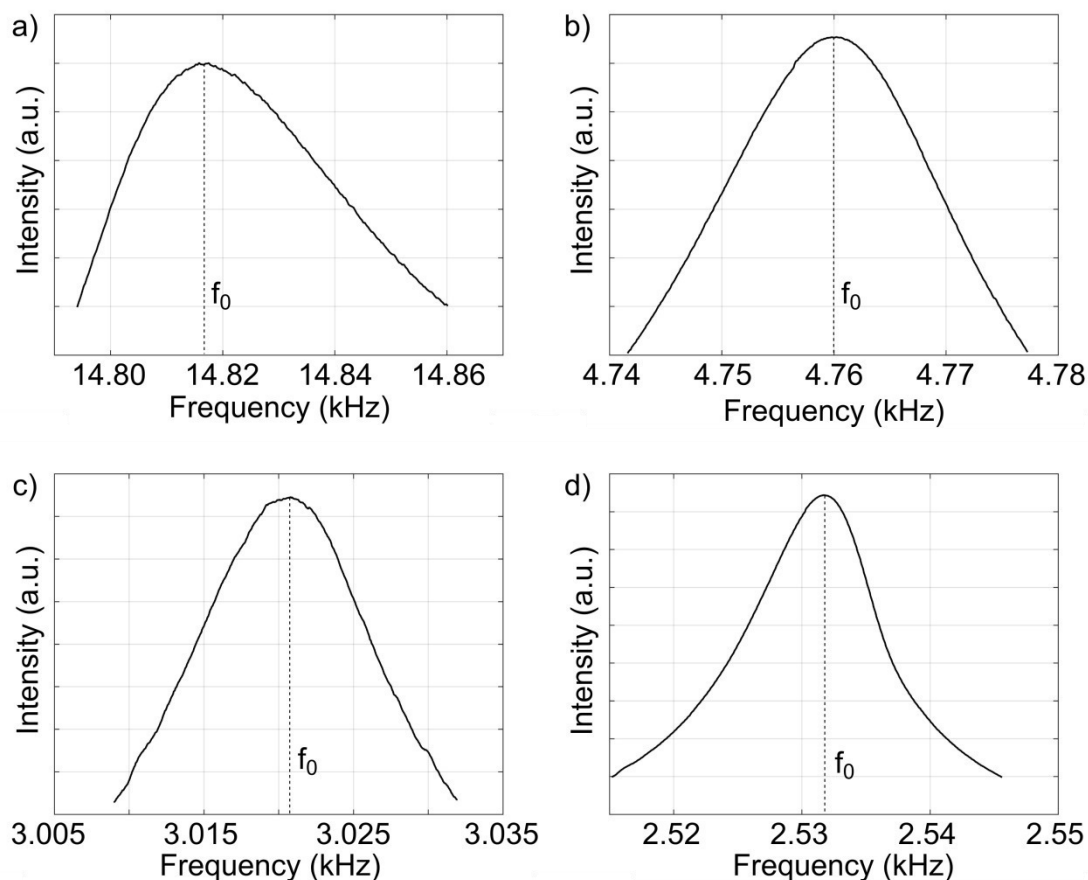 a)
Intensity (a.u.)
f0
14.80 14.82 14.84 14.86
Frequency (kHz)
b)
Intensity (a.u.)
f0
4.74 4.75 4.76 4.77 4.78
Frequency (kHz)
c)
Intensity (a.u.)
f0
3.005 3.015 3.025 3.035
Frequency (kHz)
d)
Intensity (a.u.)
f0
2.52 2.53 2.54 2.55
Frequency (kHz)